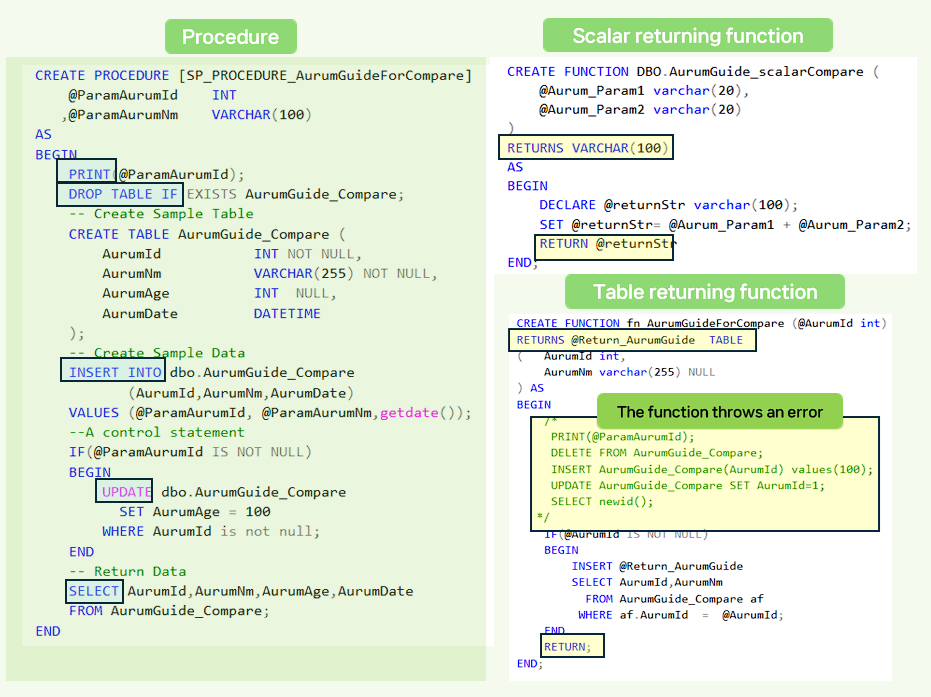 Procedure
CREATE PROCEDURE [SP_PROCEDURE_AurumGuideForCompare]
@ParamAurumId INT
,@ParamAurumNm VARCHAR(100)
AS
BEGIN
PRINT(@ParamAurumId);
DROP TABLE IF EXISTS AurumGuide_Compare;
-- Create Sample Table
CREATE TABLE AurumGuide_Compare (
AurumId INT NOT NULL,
AurumNm VARCHAR(255) NOT NULL,
AurumAge INT NULL,
AurumDate DATETIME
);
-- Create Sample Data
INSERT INTO dbo.AurumGuide_Compare
(AurumId,AurumNm,AurumDate)
VALUES (@ParamAurumId, @ParamAurumNm,getdate());
--A control statement
IF(@ParamAurumId IS NOT NULL)
BEGIN
UPDATE dbo.AurumGuide_Compare
SET AurumAge = 100
WHERE AurumId is not null;
END
-- Return Data
SELECT AurumId,AurumNm,AurumAge,AurumDate
FROM AurumGuide_Compare;
END
Scalar returning function
CREATE FUNCTION DBO.AurumGuide_scalarCompare (
@Aurum_Param1 varchar(20),
@Aurum_Param2 varchar(20)
)
RETURNS VARCHAR(100)
AS
BEGIN
DECLARE @returnStr varchar(100);
SET @returnStr= @Aurum_Param1 + @Aurum_Param2;
RETURN @returnStr
END;
Table returning function
CREATE FUNCTION fn_AurumGuideForCompare (@AurumId int)
RETURNS @Return_AurumGuide TABLE
( AurumId int,
AurumNm varchar(255) NULL
) AS
BEGIN
The function throws an error
/*
PRINT(@ParamAurumId);
DELETE FROM AurumGuide_Compare;
INSERT AurumGuide_Compare(AurumId) values(100);
UPDATE AurumGuide_Compare SET AurumId=1;
SELECT newid();
*/
IF(@AurumId IS NOT NULL)
BEGIN
INSERT @Return_AurumGuide
SELECT AurumId,AurumNm
FROM AurumGuide_Compare af
WHERE af.AurumId = @AurumId;
END
RETURN;
END;